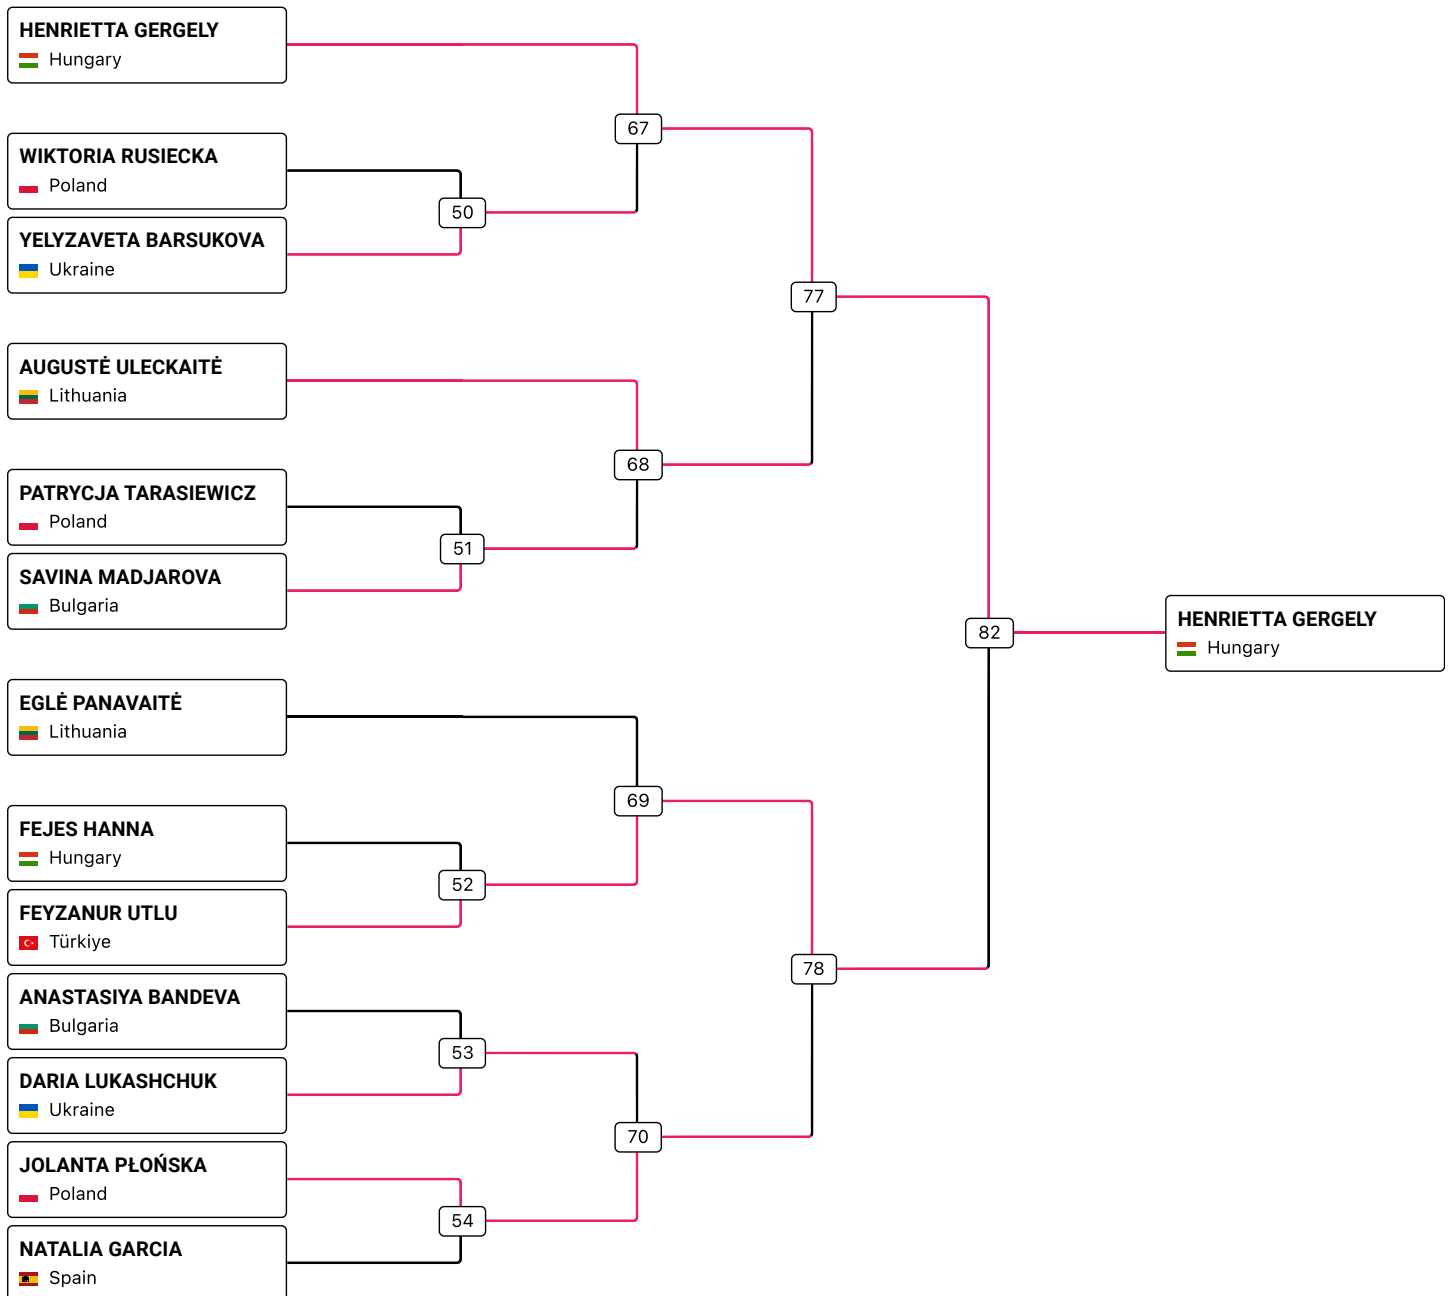 HENRIETTA GERGELY
Hungary
67
WIKTORIA RUSIECKA
Poland
50
YELYZAVETA BARSUKOVA
Ukraine
77
AUGUSTĖ ULECKAITĖ
Lithuania
68
PATRYCJA TARASIEWICZ
Poland
51
SAVINA MADJAROVA
Bulgaria
82
HENRIETTA GERGELY
Hungary
EGLĖ PANAVAITĖ
Lithuania
69
FEJES HANNA
Hungary
52
FEYZANUR UTLU
Türkiye
78
ANASTASIYA BANDEVA
Bulgaria
53
DARIA LUKASHCHUK
Ukraine
70
JOLANTA PŁOŃSKA
Poland
54
NATALIA GARCIA
Spain